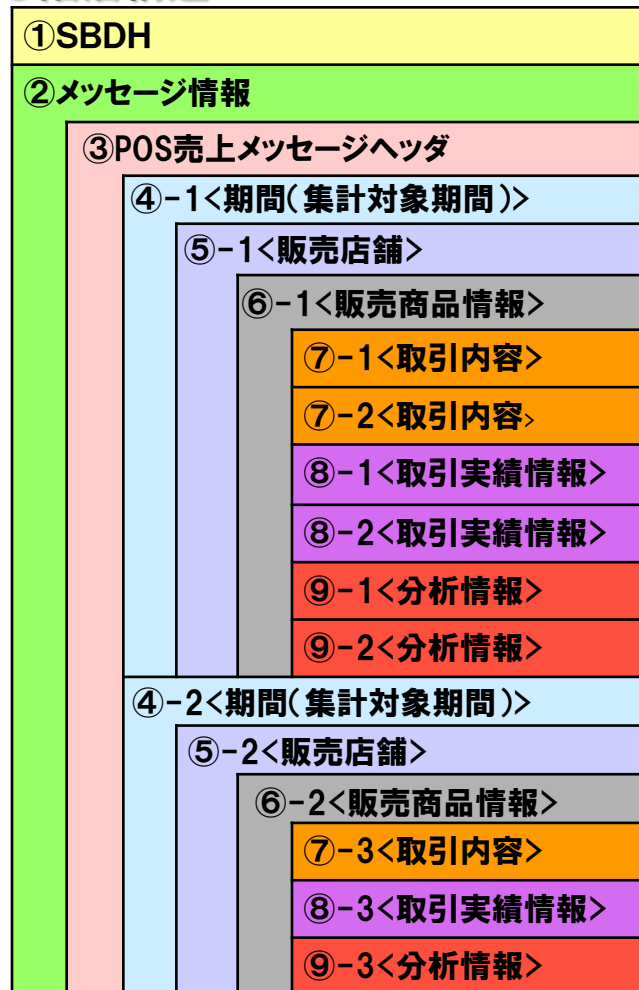 ①SBDH
②メッセージ情報
③POS売上メッセージヘッダ
④-1<期間(集計対象期間)>
⑤-1<販売店舗>
⑥-1<販売商品情報>
⑦-1<取引内容>
⑦-2<取引内容>
⑧-1<取引実績情報>
⑧-2<取引実績情報>
⑨-1<分析情報>
⑨-2<分析情報>
④-2<期間(集計対象期間)>
⑤-2<販売店舗>
⑥-2<販売商品情報>
⑦-3<取引内容>
⑧-3<取引実績情報>
⑨-3<分析情報>